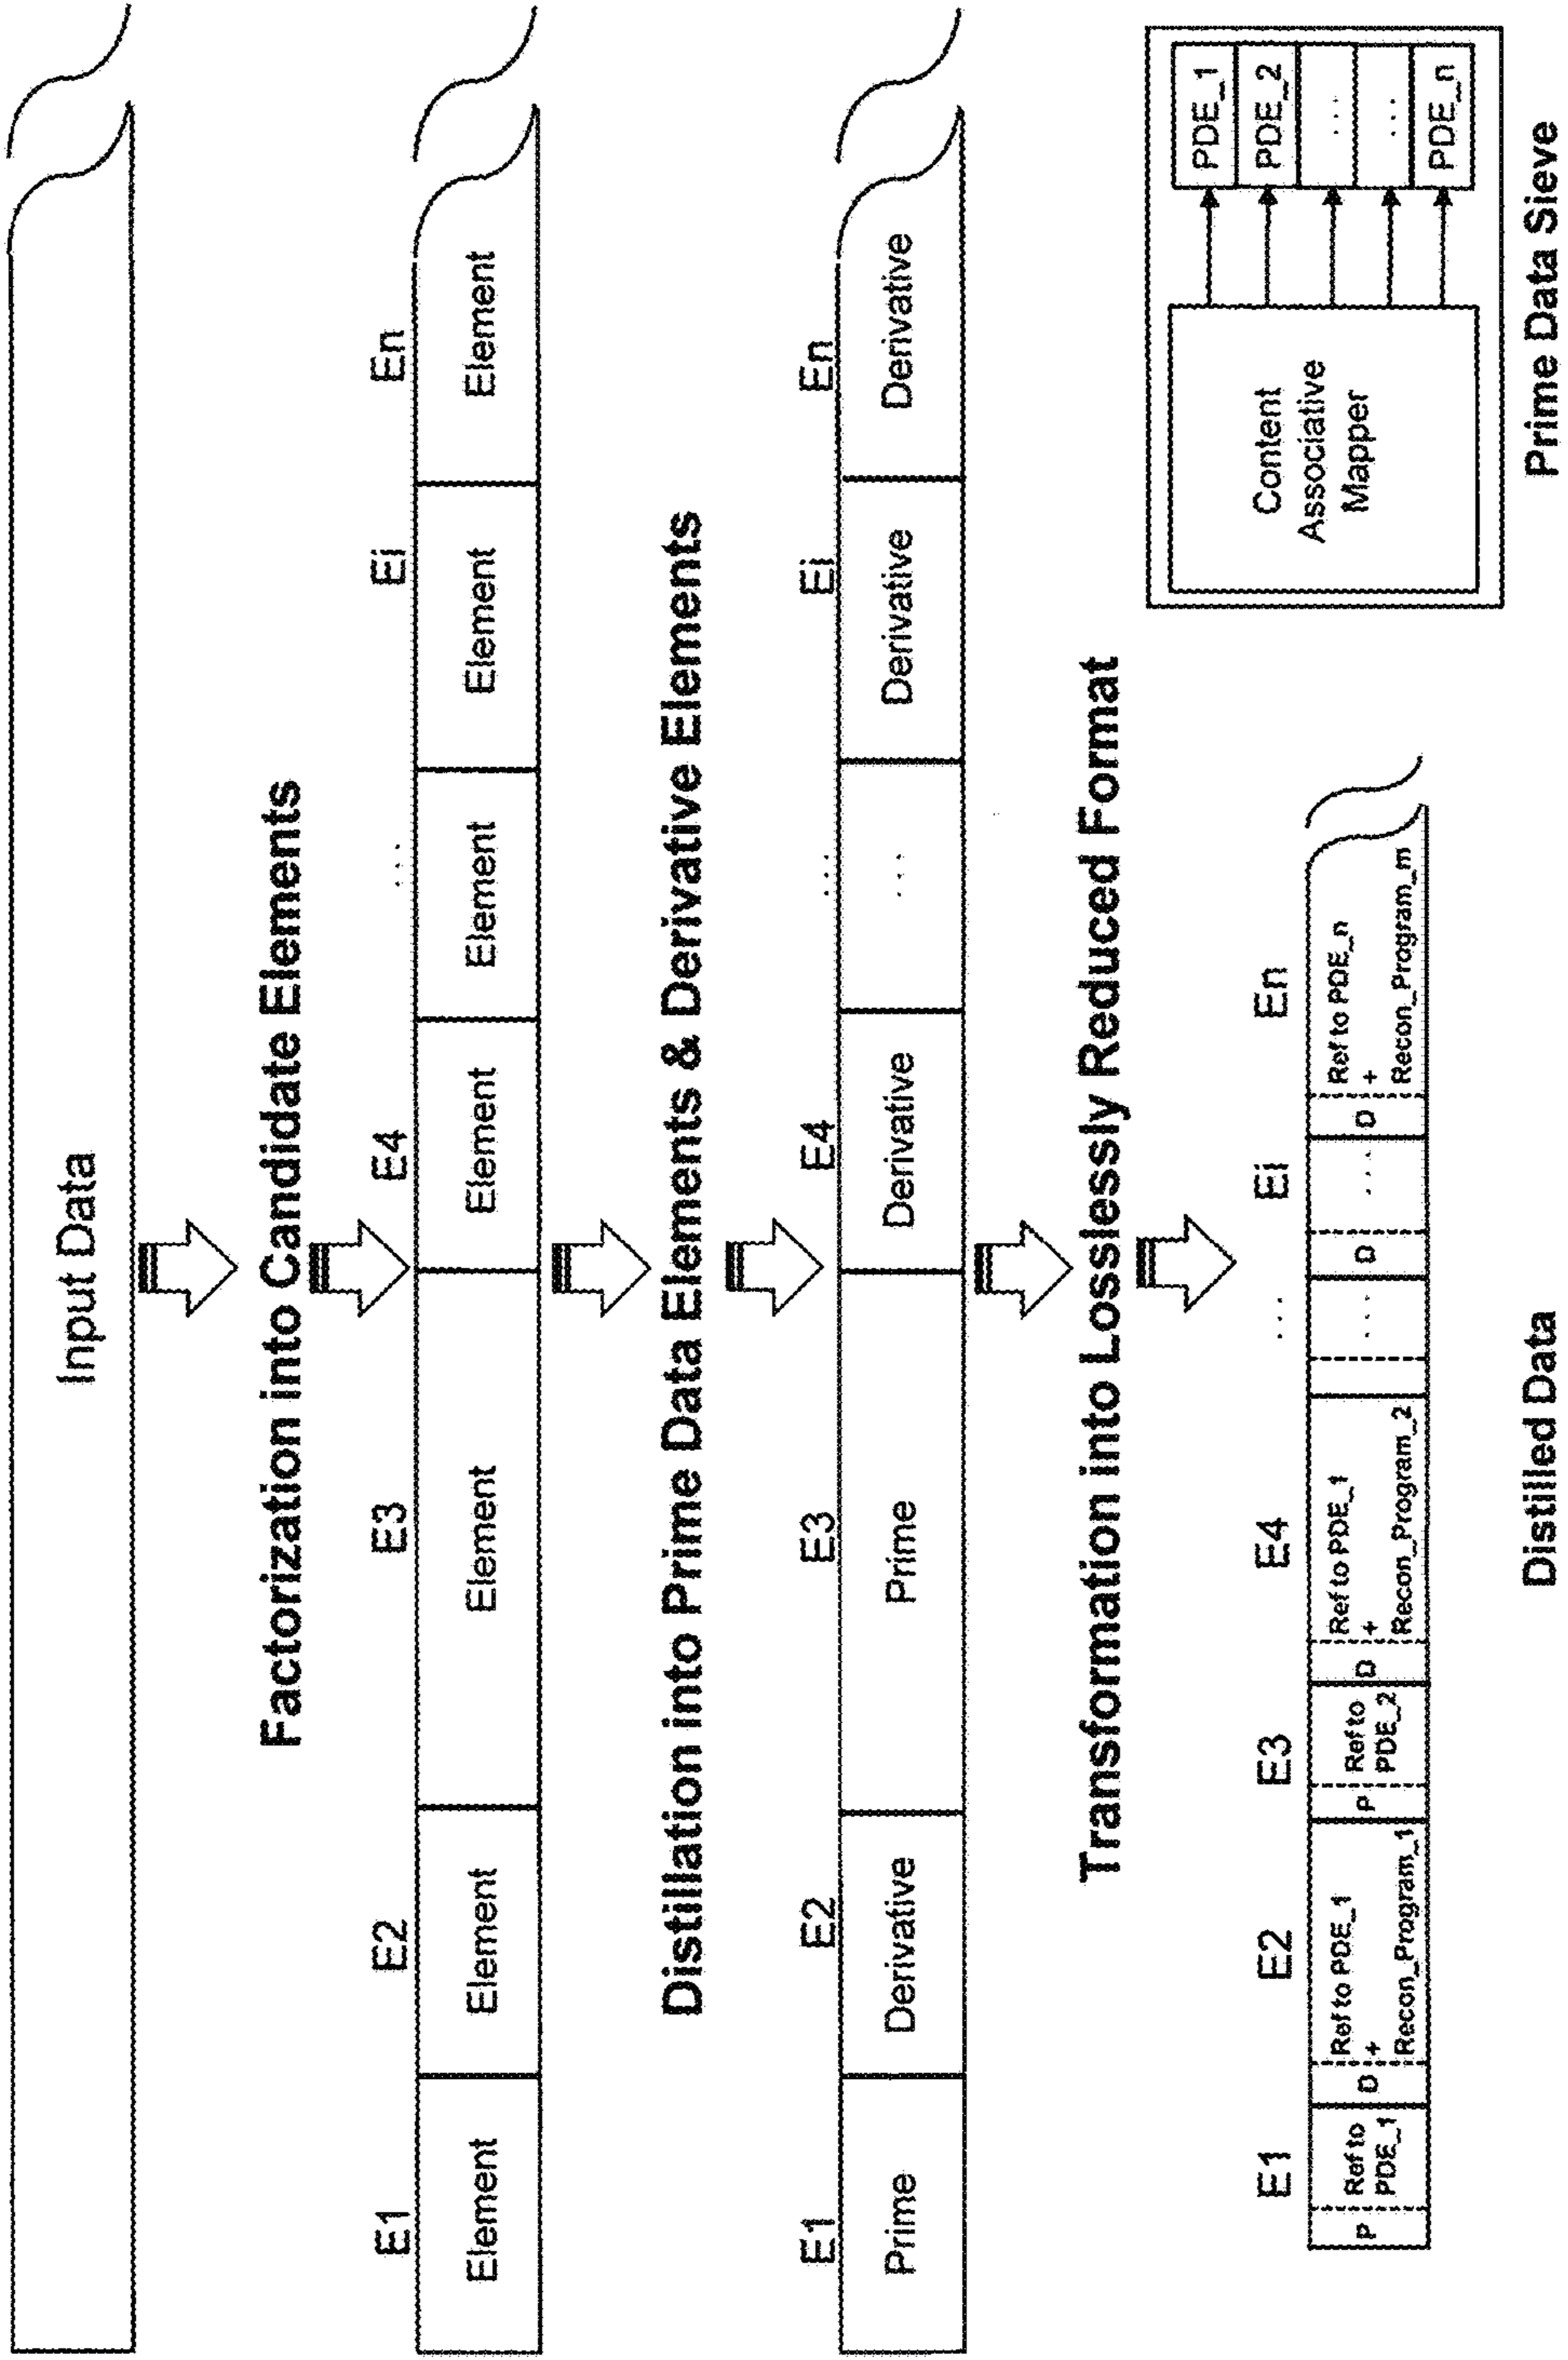 Input Data
Factorization into Candidate Elements
E1 E2 E3 E4 ... Ei En
Element Element Element Element Element Element Element
Distillation into Prime Data Elements & Derivative Elements
E1 E2 E3 E4 ... Ei En
Prime Derivative Prime Derivative ... Derivative Derivative
Transformation into Losslessly Reduced Format
E1 E2 E3 E4 ... Ei En
P
Ref to
PDE_1
D
Ref to PDE_1
+
Recon_Program_1
P
Ref to
PDE_2
D
Ref to PDE_1
+
Recon_Program_2
...
D
...
D
Ref to PDE_n
+
Recon_Program_m
Distilled Data
Content
Associative
Mapper
PDE_1
PDE_2
...
...
PDE_n
Prime Data Sieve